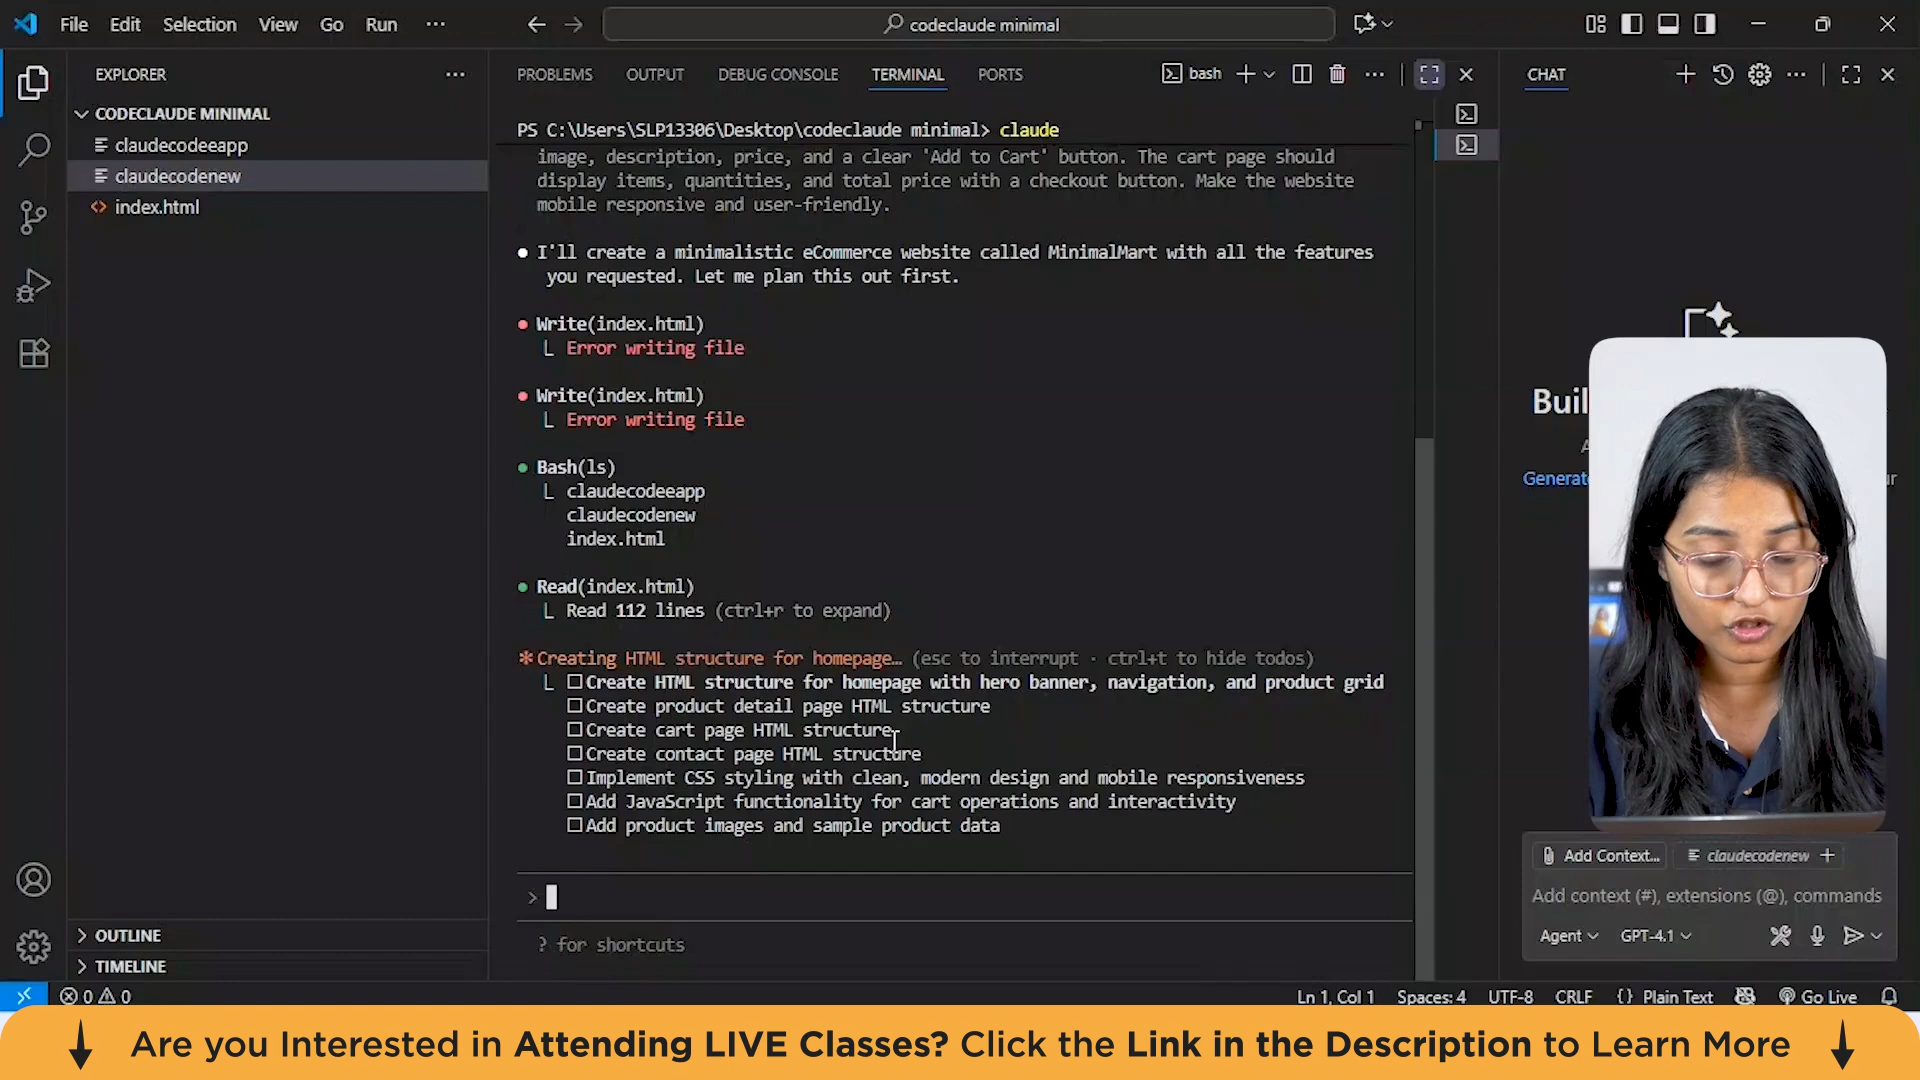 File Edit Selection View Go Run ···
codeclaude minimal
EXPLORER ···
CODECLAUDE MINIMAL
claudecodeeapp
claudecodenew
index.html
OUTLINE
TIMELINE
PROBLEMS OUTPUT DEBUG CONSOLE TERMINAL PORTS
bash
PS C:\Users\SLP13306\Desktop\codeclaude minimal> claude
image, description, price, and a clear 'Add to Cart' button. The cart page should
display items, quantities, and total price with a checkout button. Make the website
mobile responsive and user-friendly.
● I'll create a minimalistic eCommerce website called MinimalMart with all the features
you requested. Let me plan this out first.
● Write(index.html)
⎿ Error writing file
● Write(index.html)
⎿ Error writing file
● Bash(ls)
⎿ claudecodeeapp
claudecodenew
index.html
● Read(index.html)
⎿ Read 112 lines (ctrl+r to expand)
✻ Creating HTML structure for homepage… (esc to interrupt · ctrl+t to hide todos)
⎿ ☐ Create HTML structure for homepage with hero banner, navigation, and product grid
☐ Create product detail page HTML structure
☐ Create cart page HTML structure
☐ Create contact page HTML structure
☐ Implement CSS styling with clean, modern design and mobile responsiveness
☐ Add JavaScript functionality for cart operations and interactivity
☐ Add product images and sample product data
>
? for shortcuts
CHAT
Buil
Generate
Add Context... claudecodenew +
Add context (#), extensions (@), commands
Agent GPT-4.1
0 0
Ln 1, Col 1 Spaces: 4 UTF-8 CRLF {} Plain Text Go Live
Are you Interested in Attending LIVE Classes? Click the Link in the Description to Learn More